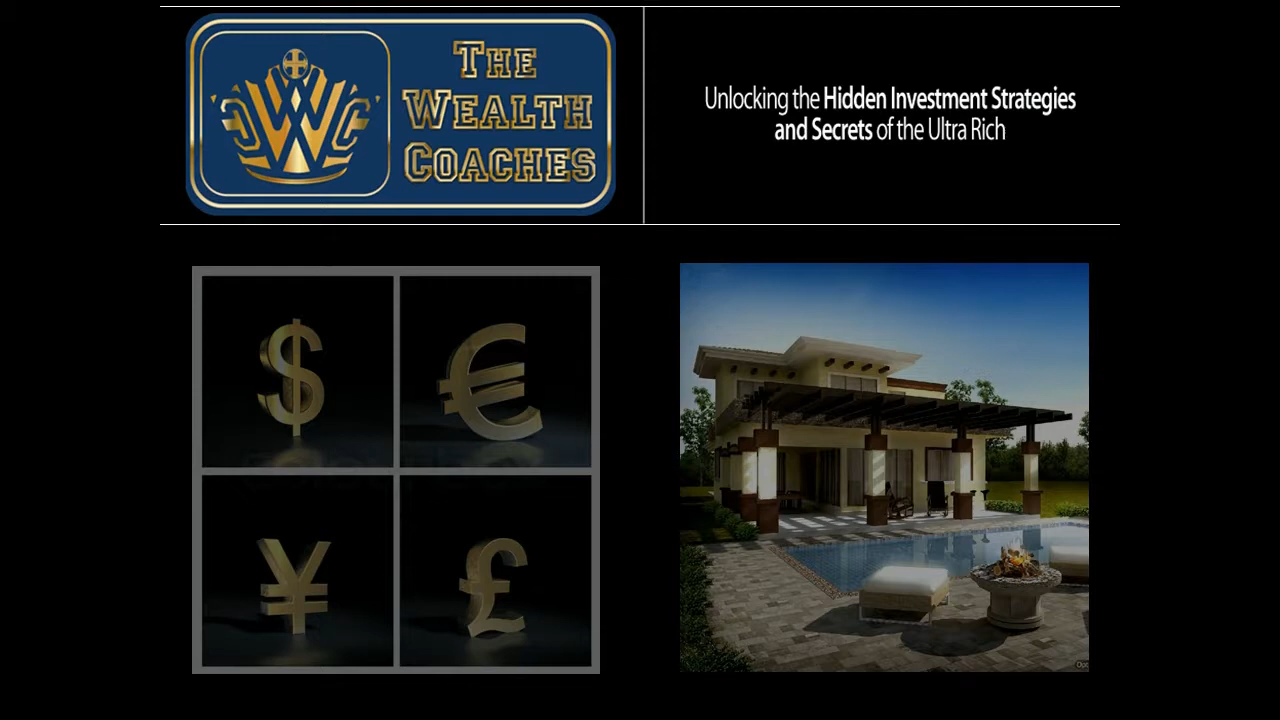 The
Wealth
Coaches
Unlocking the Hidden Investment Strategies
and Secrets of the Ultra Rich
$
€
¥
£